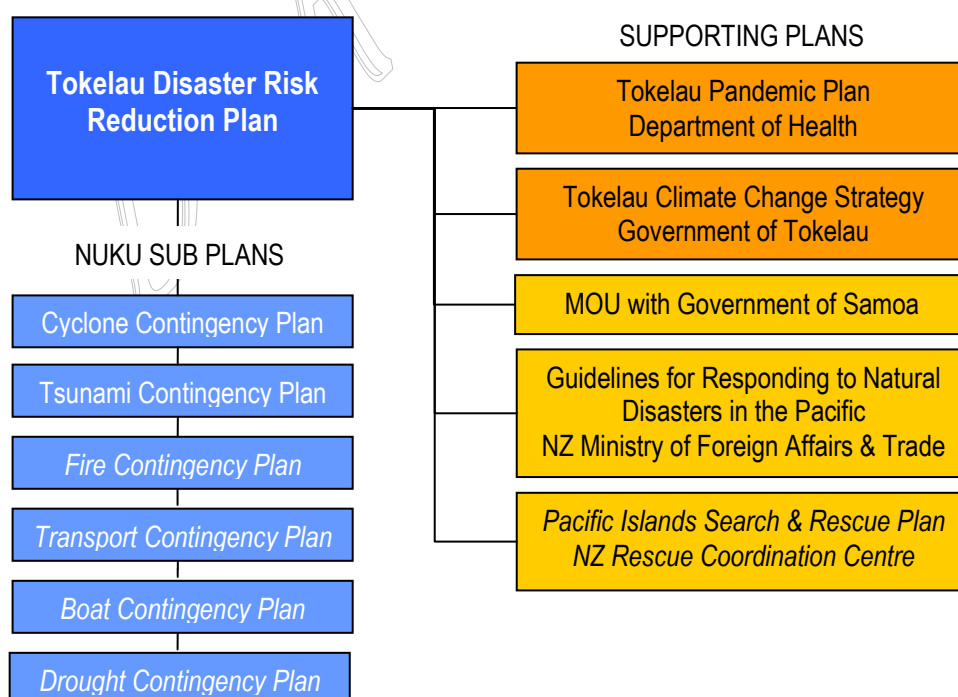 Tokelau Disaster Risk
Reduction Plan
NUKU SUB PLANS
Cyclone Contingency Plan
Tsunami Contingency Plan
Fire Contingency Plan
Transport Contingency Plan
Boat Contingency Plan
Drought Contingency Plan
SUPPORTING PLANS
Tokelau Pandemic Plan
Department of Health
Tokelau Climate Change Strategy
Government of Tokelau
MOU with Government of Samoa
Guidelines for Responding to Natural
Disasters in the Pacific
NZ Ministry of Foreign Affairs & Trade
Pacific Islands Search & Rescue Plan
NZ Rescue Coordination Centre